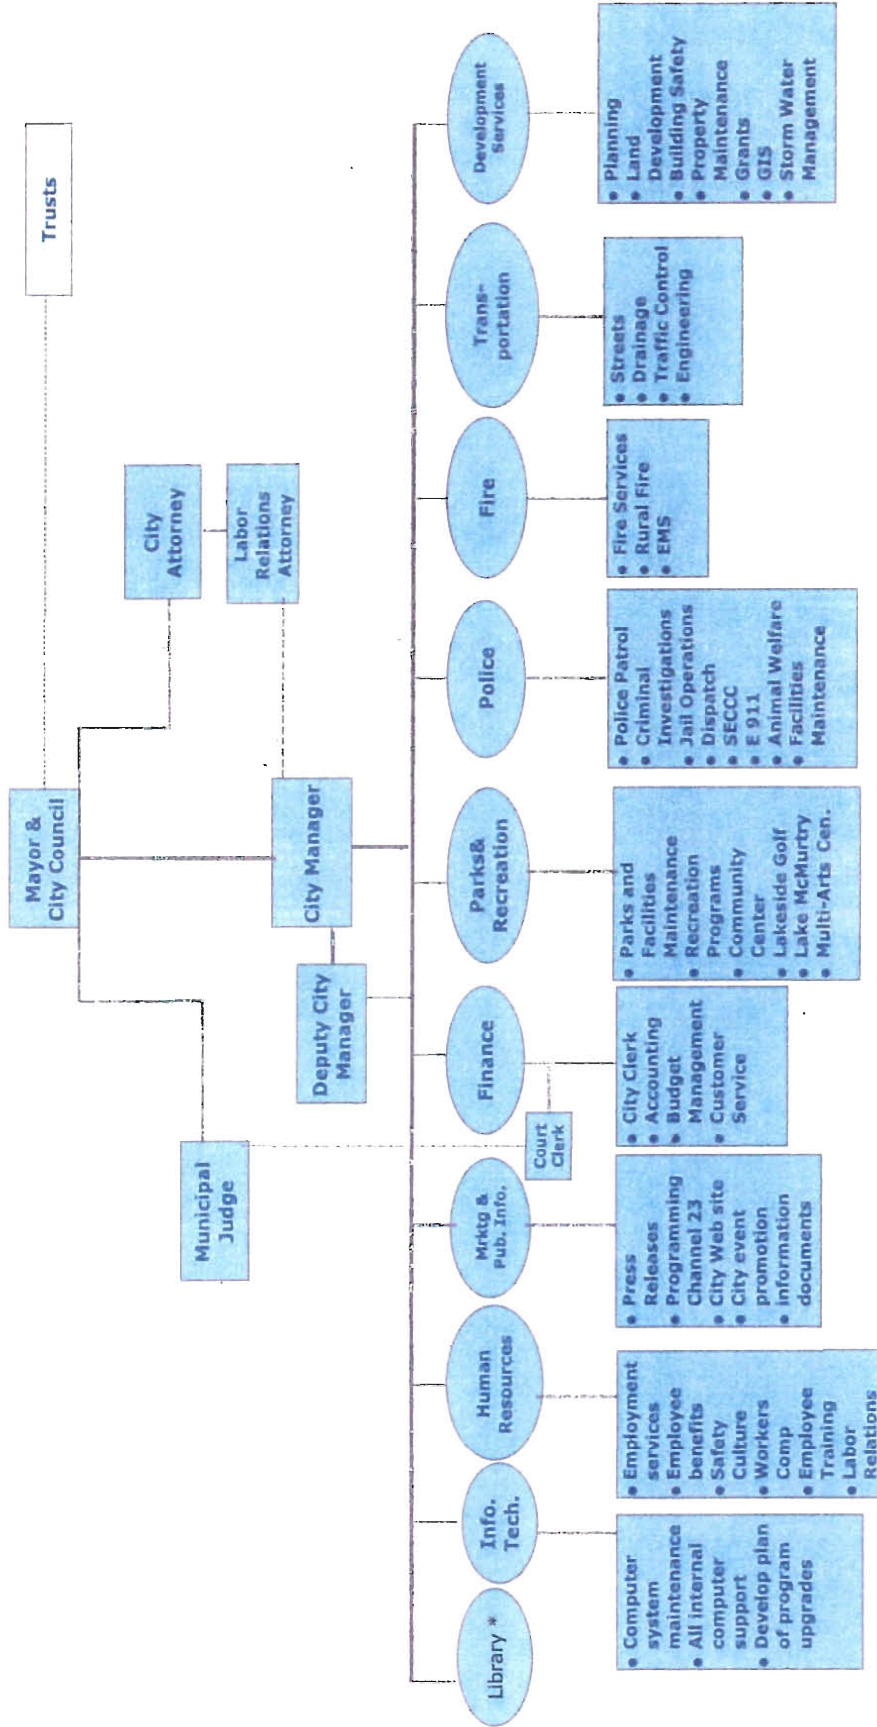 Trusts
Mayor &
City Council
City
Attorney
Labor
Relations
Attorney
Municipal
Judge
City Manager
Deputy City
Manager
Library *
Info.
Tech.
Human
Resources
Mrktg &
Pub. Info.
Finance
Parks&
Recreation
Police
Fire
Trans-
portation
Development
Services
Court
Clerk
• Computer
system
maintenance
• All internal
computer
support
• Develop plan
of program
upgrades
• Employment
services
• Employee
benefits
• Safety
Culture
• Workers
Comp
• Employee
Training
• Labor
Relations
• Press
Releases
• Programming
Channel 23
• City Web site
• City event
promotion
• information
documents
• City Clerk
• Accounting
• Budget
Management
• Customer
Service
• Parks and
Facilities
Maintenance
• Recreation
Programs
• Community
Center
• Lakeside Golf
• Lake McMurtry
• Multi-Arts Cen.
• Police Patrol
• Criminal
Investigations
• Jail Operations
• Dispatch
• SECCC
• E 911
• Animal Welfare
• Facilities
Maintenance
• Fire Services
• Rural Fire
• EMS
• Streets
• Drainage
• Traffic Control
• Engineering
• Planning
• Land
Development
• Building Safety
• Property
Maintenance
• Grants
• GIS
• Storm Water
Management